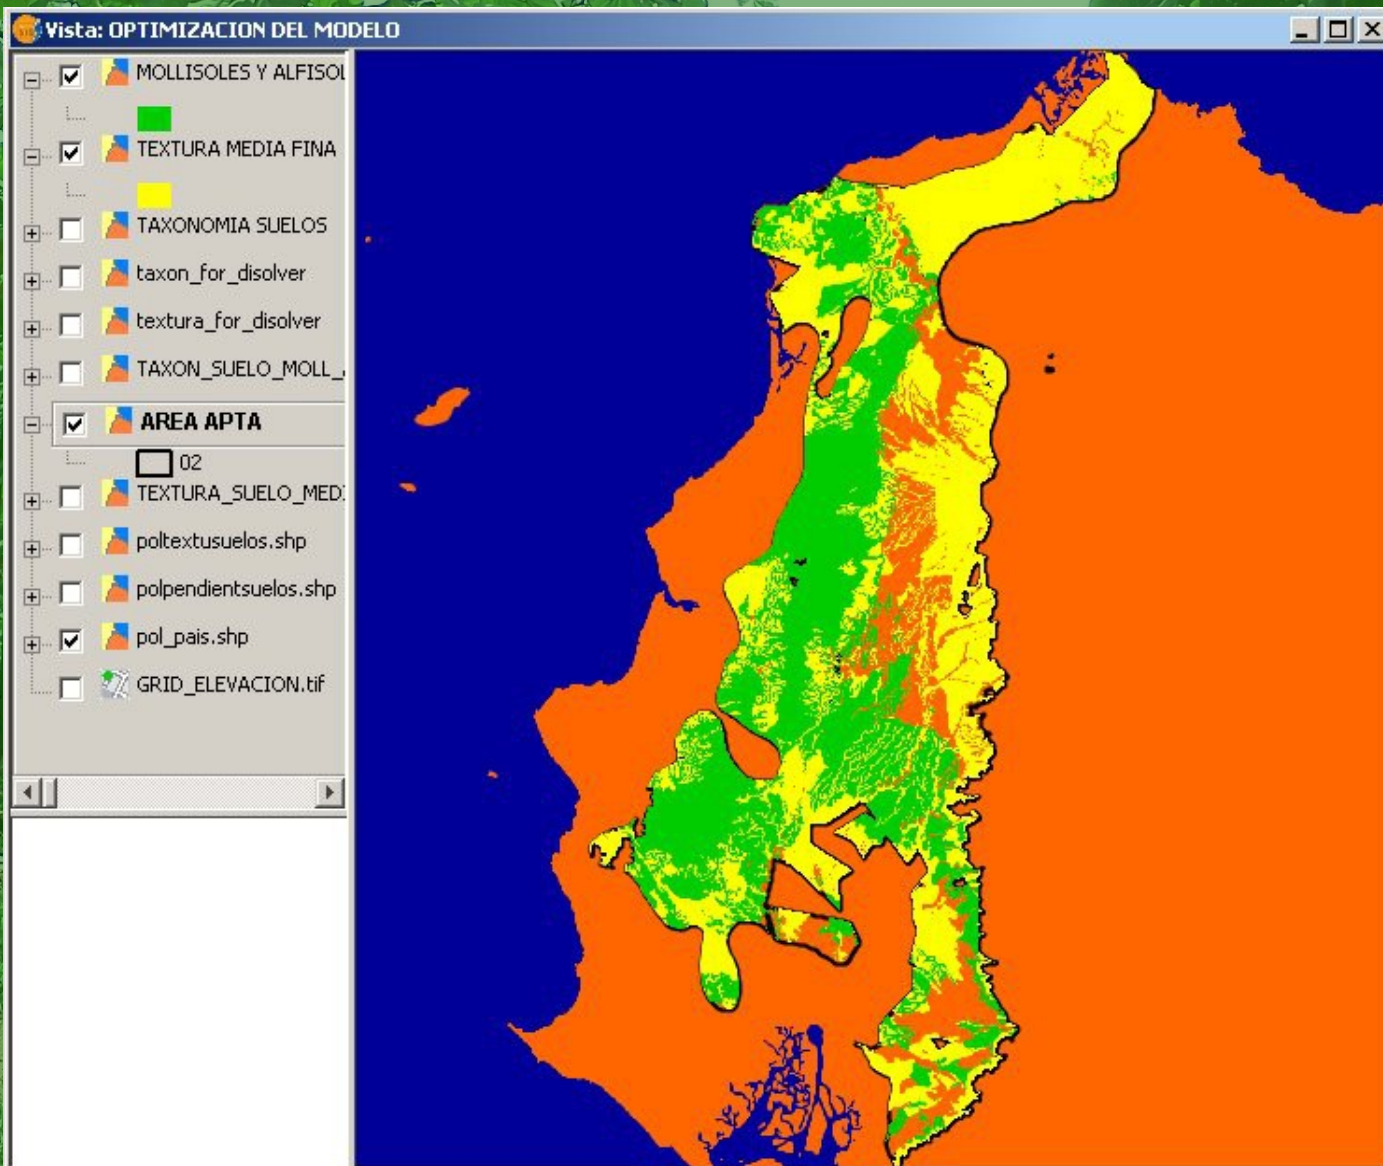 Vista: OPTIMIZACION DEL MODELO
MOLLISOLES Y ALFISOL
TEXTURA MEDIA FINA
TAXONOMIA SUELOS
taxon_for_disolver
textura_for_disolver
TAXON_SUELO_MOLL_
AREA APTA
02
TEXTURA_SUELO_MEDI
poltextusuelos.shp
polpendientsuelos.shp
pol_pais.shp
GRID_ELEVACION.tif